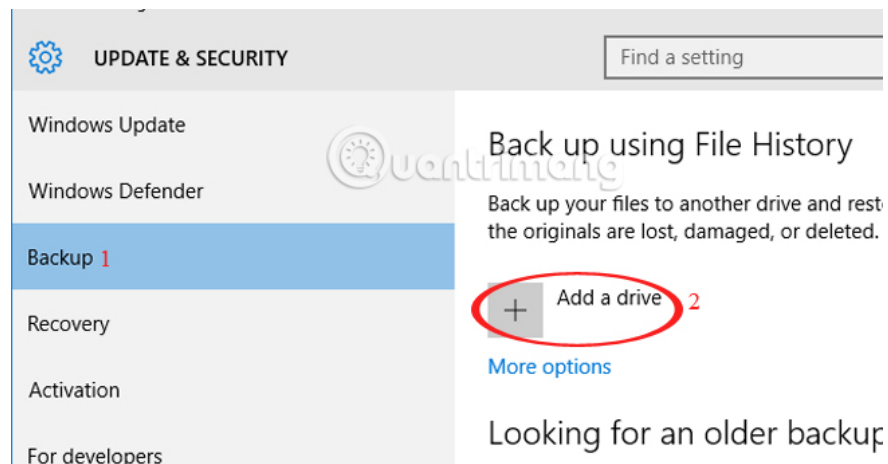 UPDATE & SECURITY
Find a setting
Windows Update
Windows Defender
Backup 1
Recovery
Activation
For developers
Quantrimang
Back up using File History
Back up your files to another drive and
the originals are lost, damaged, or deleted.
Add a drive 2
More options
Looking for an older backup